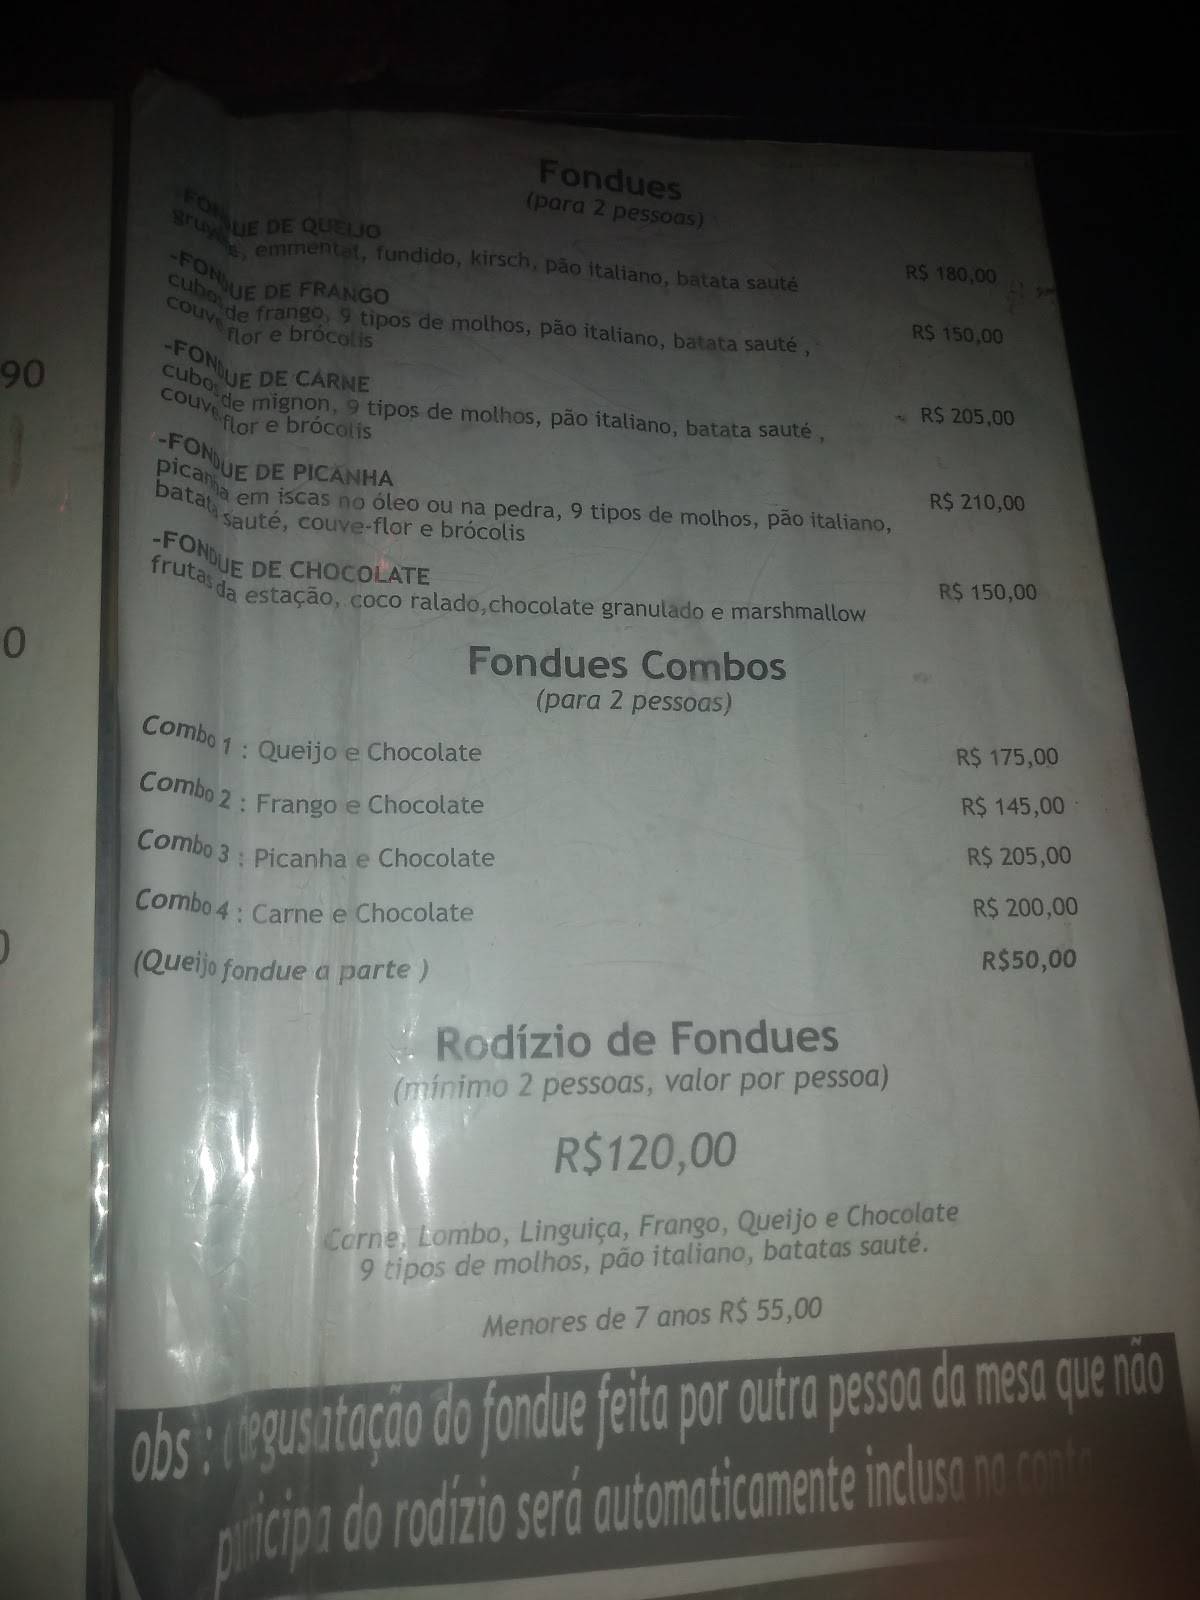 90
0
0
Fondues
(para 2 pessoas)
-FONDUE DE QUEIJO
gruyère, emmental, fundido, kirsch, pão italiano, batata sauté R$ 180,00
-FONDUE DE FRANGO
cubos de frango, 9 tipos de molhos, pão italiano, batata sauté , R$ 150,00
couve flor e brócolis
-FONDUE DE CARNE
cubos de mignon, 9 tipos de molhos, pão italiano, batata sauté , R$ 205,00
couve flor e brócolis
-FONDUE DE PICANHA
picanha em iscas no óleo ou na pedra, 9 tipos de molhos, pão italiano, R$ 210,00
batata sauté, couve-flor e brócolis
-FONDUE DE CHOCOLATE
frutas da estação, coco ralado,chocolate granulado e marshmallow R$ 150,00
Fondues Combos
(para 2 pessoas)
Combo 1 : Queijo e Chocolate R$ 175,00
Combo 2 : Frango e Chocolate R$ 145,00
Combo 3 : Picanha e Chocolate R$ 205,00
Combo 4 : Carne e Chocolate R$ 200,00
(Queijo fondue a parte ) R$50,00
Rodízio de Fondues
(mínimo 2 pessoas, valor por pessoa)
R$120,00
Carne, Lombo, Linguiça, Frango, Queijo e Chocolate
9 tipos de molhos, pão italiano, batatas sauté.
Menores de 7 anos R$ 55,00
obs : a degusatação do fondue feita por outra pessoa da mesa que não
participa do rodízio será automaticamente inclusa na conta